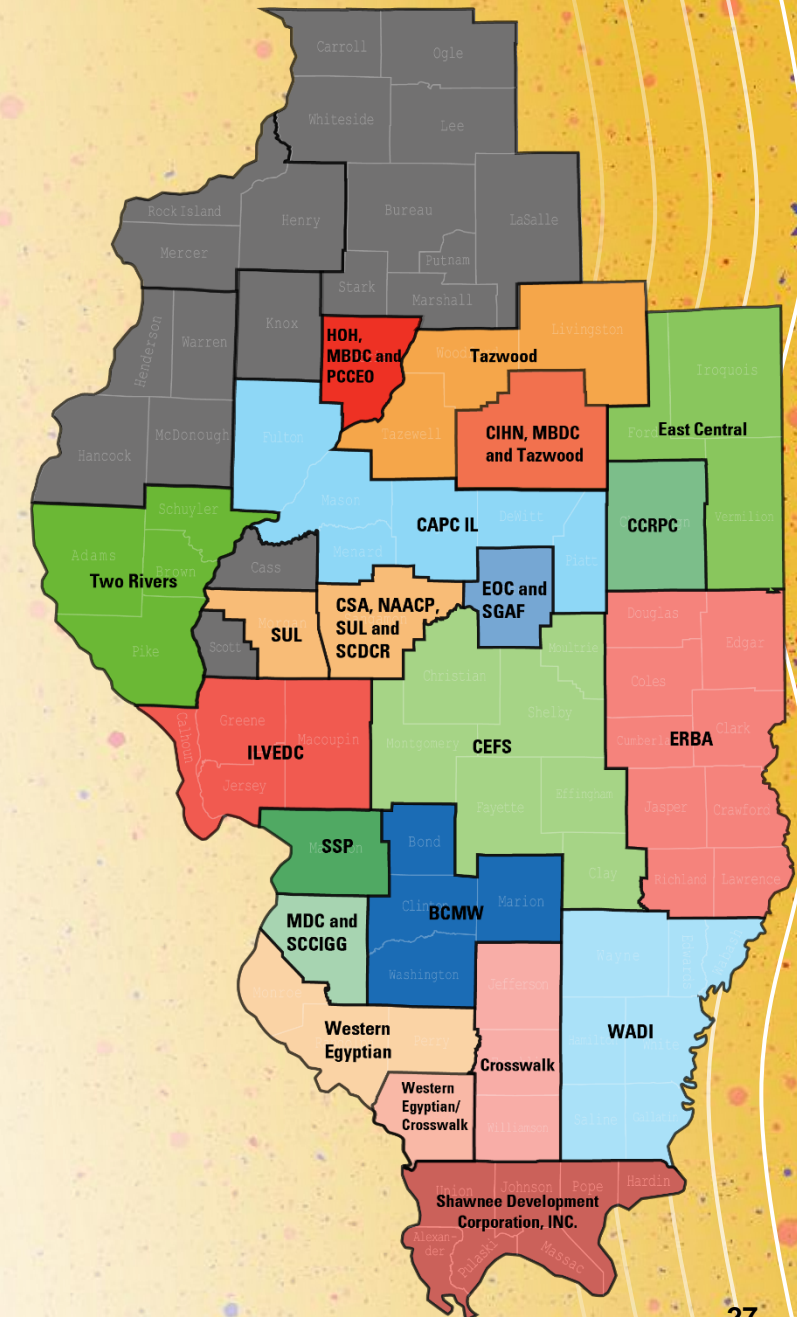 Carroll
Ogle
Whiteside
Lee
Rock Island
Henry
Bureau
LaSalle
Mercer
Putnam
Stark
Marshall
Henderson
Warren
Knox
HOH,
MBDC and
PCCEO
Tazwood
Livingston
Iroquois
Hancock
McDonough
Fulton
Tazewell
CIHN, MBDC
and Tazwood
Ford
East Central
Schuyler
Mason
CAPC IL
DeWitt
CCRPC
Vermilion
Adams
Brown
Two Rivers
Cass
Menard
Piatt
EOC and
SGAF
CSA, NAACP,
SUL and
SCDCR
SUL
Scott
Pike
Christian
Moultrie
Douglas
Edgar
Coles
Calhoun
Greene
Macoupin
ILVEDC
Jersey
Montgomery
CEFS
Shelby
Clark
ERBA
Fayette
Effingham
Jasper
Crawford
SSP
Bond
Clay
Richland
Lawrence
MDC and
SCCIGG
Clinton
BCMW
Marion
Washington
Wayne
Edwards
Jefferson
Western
Egyptian
WADI
Crosswalk
Western
Egyptian/
Crosswalk
Williamson
Saline
Union
Johnson
Pope
Hardin
Shawnee Development
Corporation, INC.
Alexan-
der
Pulaski
Massac
27